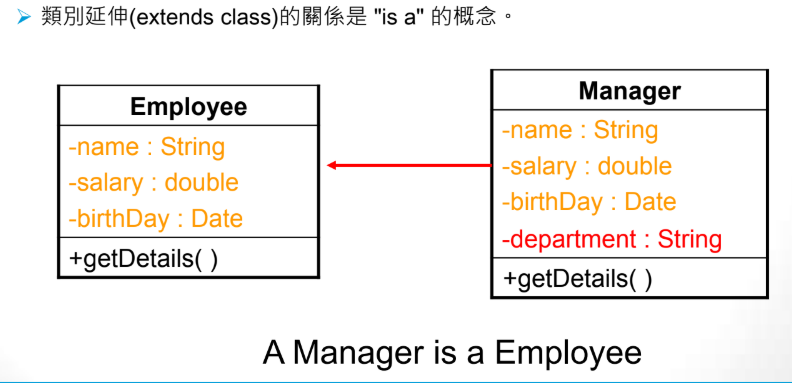 ➤ 類別延伸(extends class)的關係是 "is a" 的概念。
Employee
-name : String
-salary : double
-birthDay : Date
+getDetails( )
Manager
-name : String
-salary : double
-birthDay : Date
-department : String
+getDetails( )
A Manager is a Employee